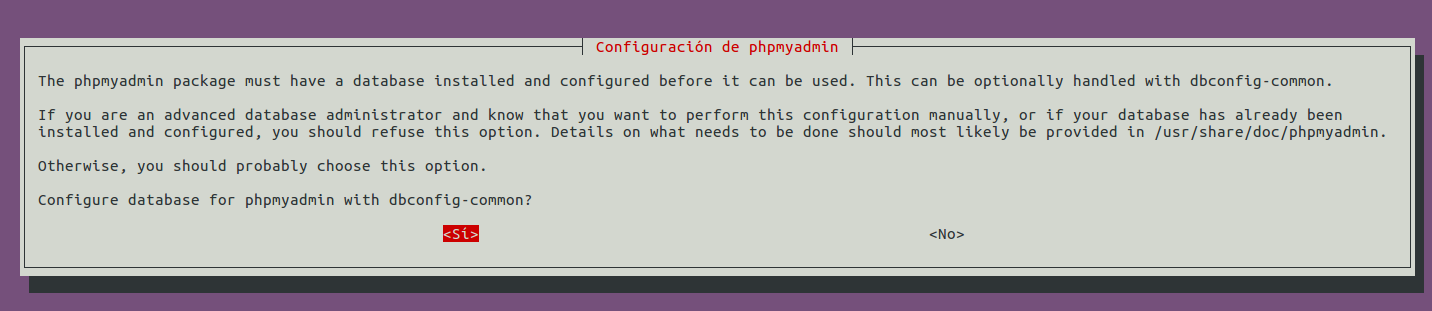 Configuración de phpmyadmin
The phpmyadmin package must have a database installed and configured before it can be used. This can be optionally handled with dbconfig-common.
If you are an advanced database administrator and know that you want to perform this configuration manually, or if your database has already been
installed and configured, you should refuse this option. Details on what needs to be done should most likely be provided in /usr/share/doc/phpmyadmin.
Otherwise, you should probably choose this option.
Configure database for phpmyadmin with dbconfig-common?
<Sí> <No>